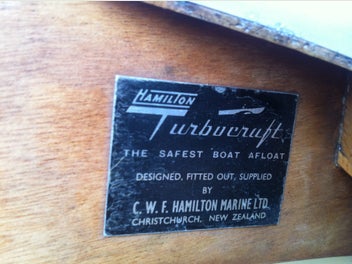 HAMILTON
Turbocraft
THE SAFEST BOAT AFLOAT
DESIGNED, FITTED OUT, SUPPLIED
BY
C. W. F. HAMILTON MARINE LTD.
CHRISTCHURCH, NEW ZEALAND